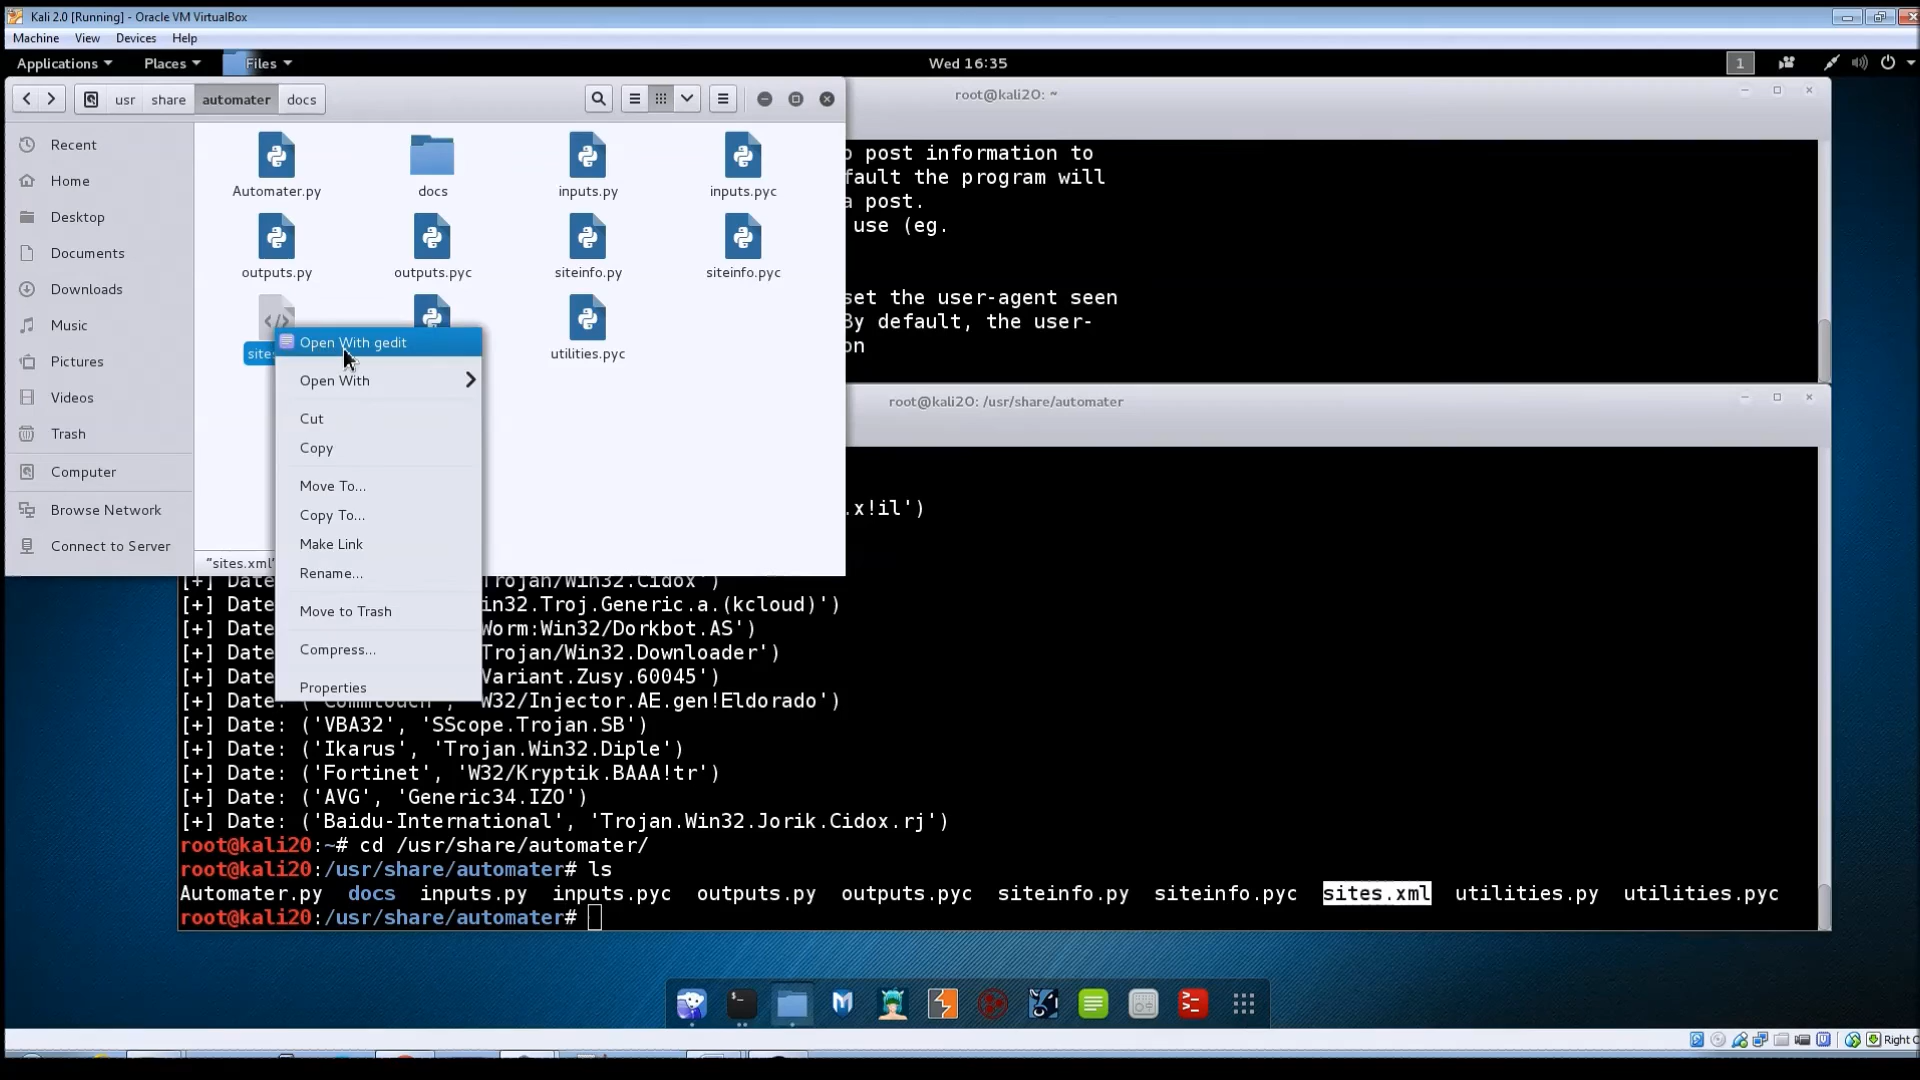 Kali 2.0 [Running] - Oracle VM VirtualBox
Machine View Devices Help
Applications Places Files Wed 16:35 1
usr share automater docs
Recent
Home
Desktop
Documents
Downloads
Music
Pictures
Videos
Trash
Computer
Browse Network
Connect to Server
Automater.py docs inputs.py inputs.pyc
outputs.py outputs.pyc siteinfo.py siteinfo.pyc
utilities.pyc
"sites.xml"
Open With gedit
Open With
Cut
Copy
Move To...
Copy To...
Make Link
Rename...
Move to Trash
Compress...
Properties
root@kali20: ~
post information to
fault the program will
a post.
use (eg.
set the user-agent seen
By default, the user-
on
root@kali20: /usr/share/automater
.x!il')
[+] Date Trojan/Win32.Cidox')
[+] Date in32.Troj.Generic.a.(kcloud)')
[+] Date Worm:Win32/Dorkbot.AS')
[+] Date Trojan/Win32.Downloader')
[+] Date Variant.Zusy.60045')
[+] Date ('Commtouch', 'W32/Injector.AE.gen!Eldorado')
[+] Date: ('VBA32', 'SScope.Trojan.SB')
[+] Date: ('Ikarus', 'Trojan.Win32.Diple')
[+] Date: ('Fortinet', 'W32/Kryptik.BAAA!tr')
[+] Date: ('AVG', 'Generic34.IZO')
[+] Date: ('Baidu-International', 'Trojan.Win32.Jorik.Cidox.rj')
root@kali20:~# cd /usr/share/automater/
root@kali20:/usr/share/automater# ls
Automater.py docs inputs.py inputs.pyc outputs.py outputs.pyc siteinfo.py siteinfo.pyc sites.xml utilities.py utilities.pyc
root@kali20:/usr/share/automater#
Right C